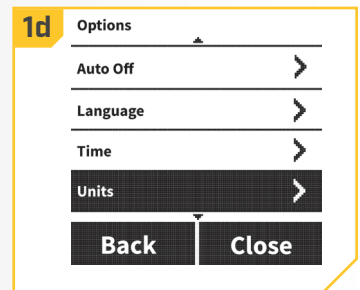 1d
Options
Auto Off
Language
Time
Units
Back Close